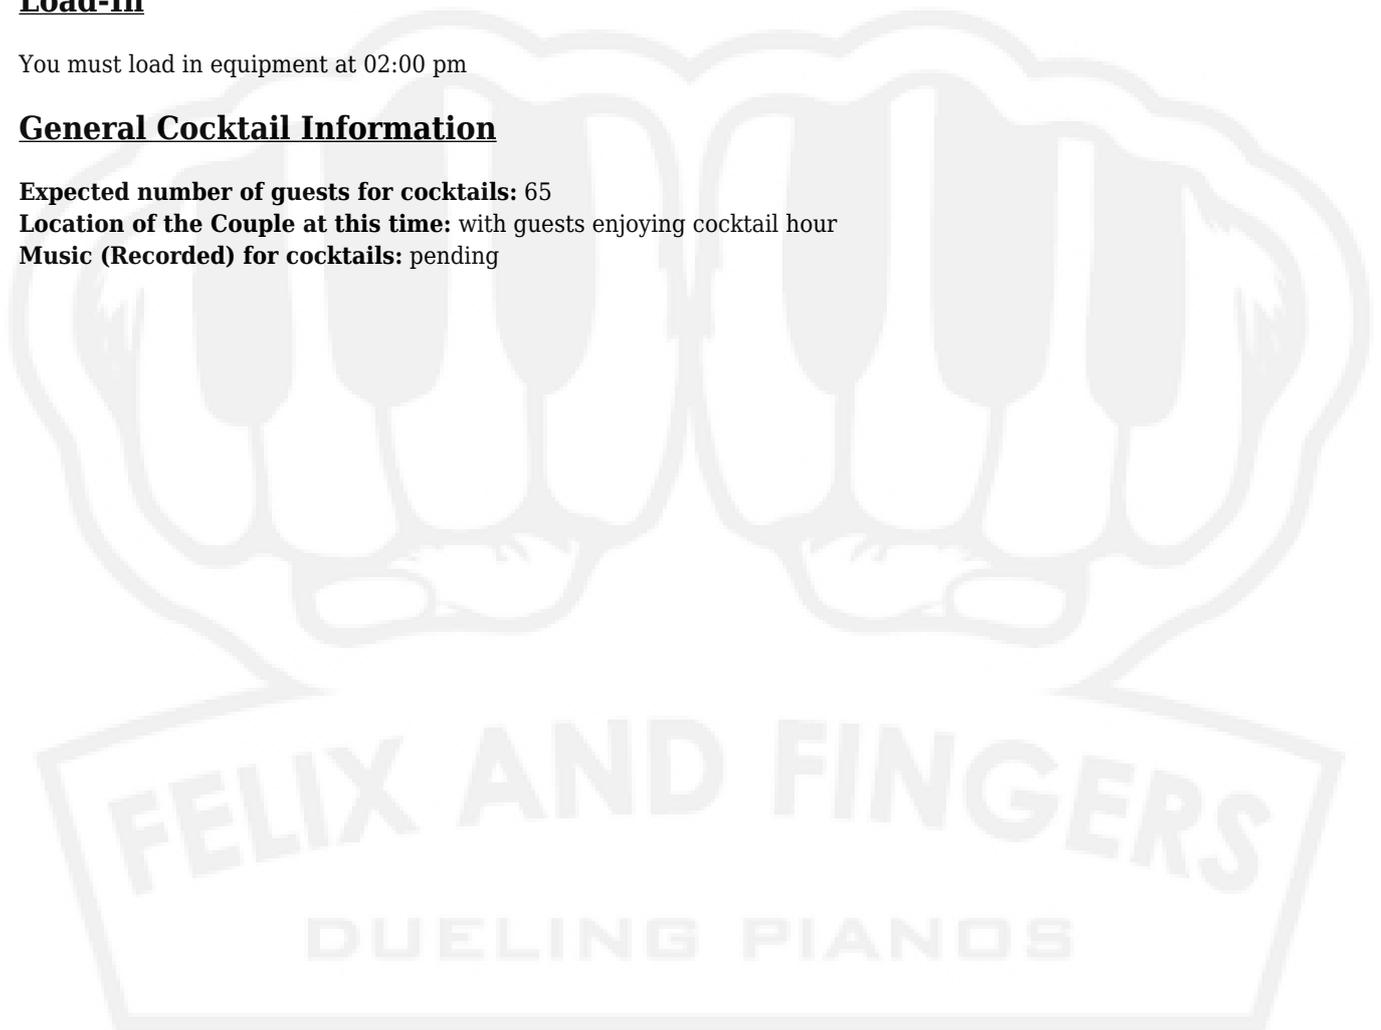 Load-In
You must load in equipment at 02:00 pm
General Cocktail Information
Expected number of guests for cocktails: 65
Location of the Couple at this time: with guests enjoying cocktail hour
Music (Recorded) for cocktails: pending
FELIX AND FINGERS
DUELING PIANOS